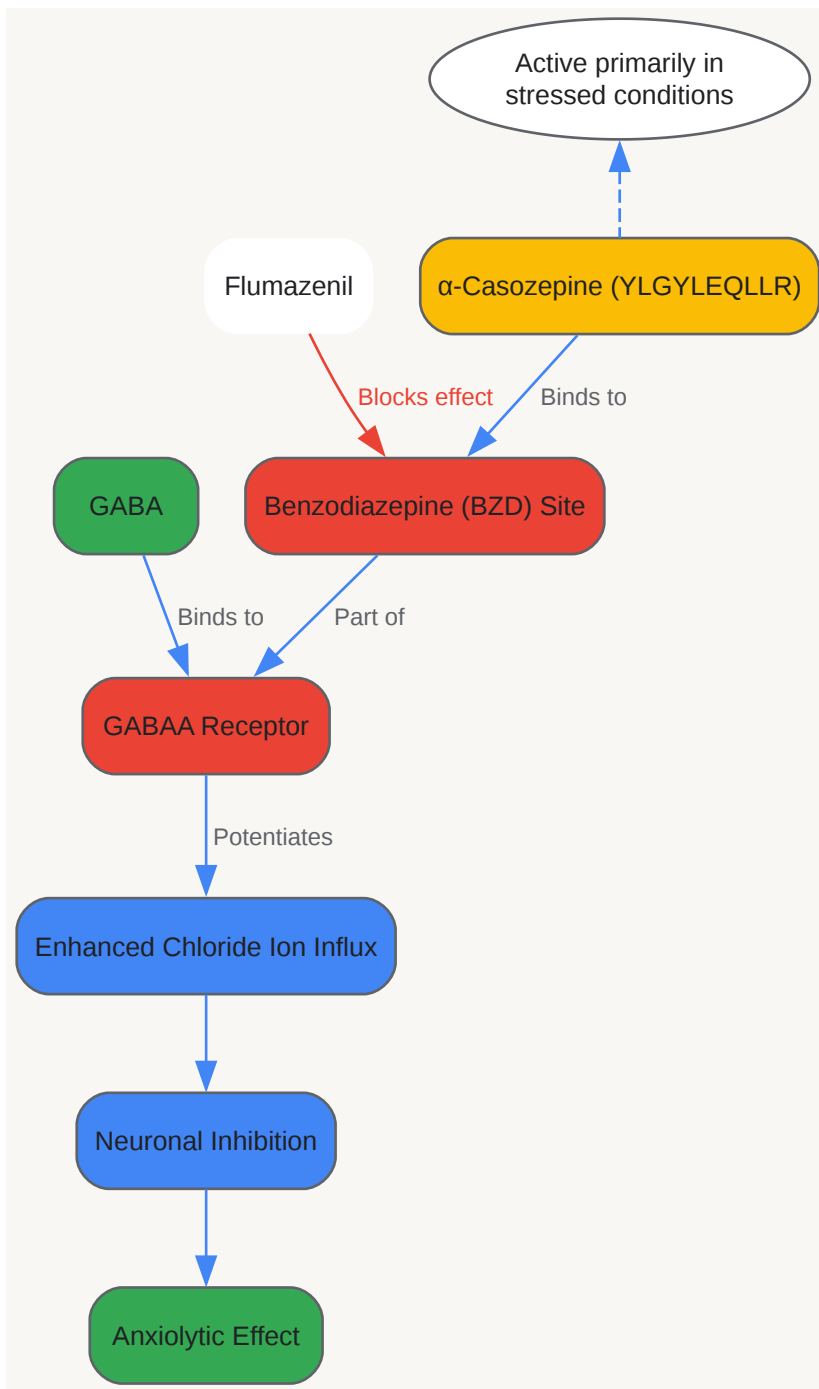 Active primarily in
stressed conditions
Flumazenil
α-Casozepine (YLGYLEQLLR)
Blocks effect
Binds to
GABA
Benzodiazepine (BZD) Site
Binds to
Part of
GABAA Receptor
Potentiates
Enhanced Chloride Ion Influx
Neuronal Inhibition
Anxiolytic Effect